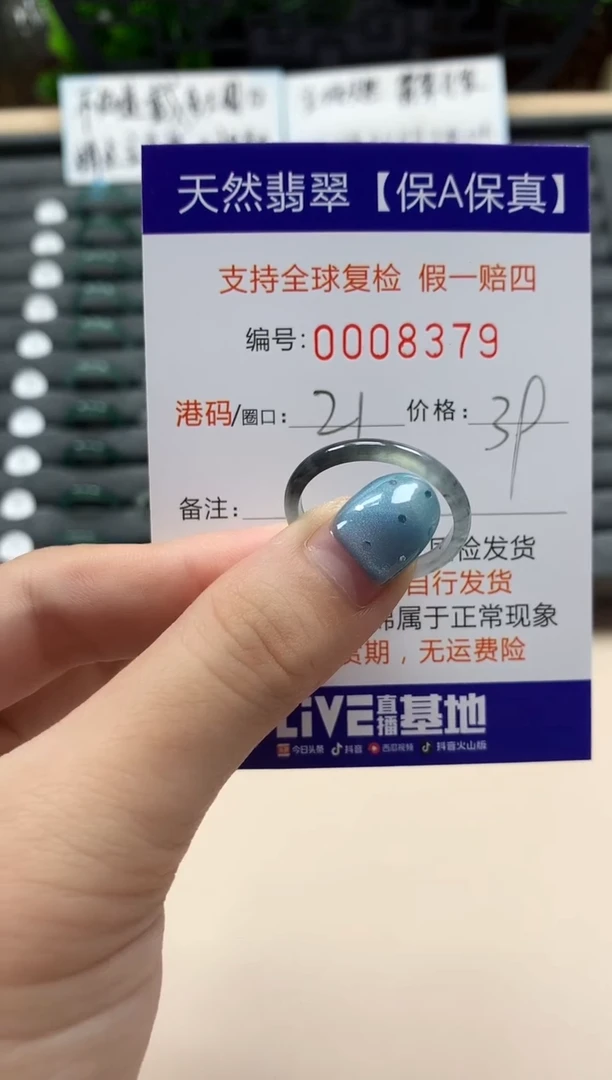 天然翡翠【保A保真】
支持全球复检 假一赔四
编号:0008379
港码/圈口: 21 价格:
备注:
检发货
自行发货
属于正常现象
期，无运费险
LIVE直播基地
今日头条 抖音 西瓜视频 抖音火山版